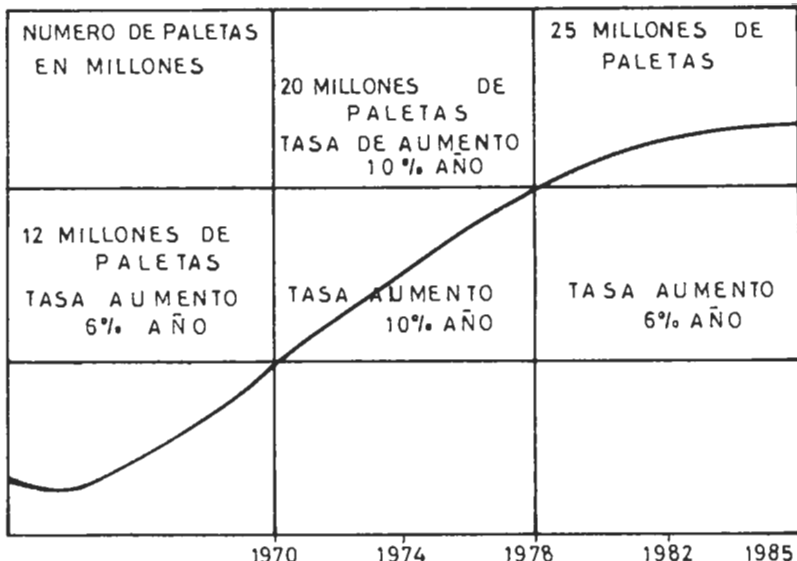 NUMERO DE PALETAS
EN MILLONES
20 MILLONES DE
PALETAS
TASA DE AUMENTO
10% AÑO
25 MILLONES DE
PALETAS
12 MILLONES DE
PALETAS
TASA AUMENTO
6% AÑO
TASA AUMENTO
10% AÑO
TASA AUMENTO
6% AÑO
1970 1974 1978 1982 1985